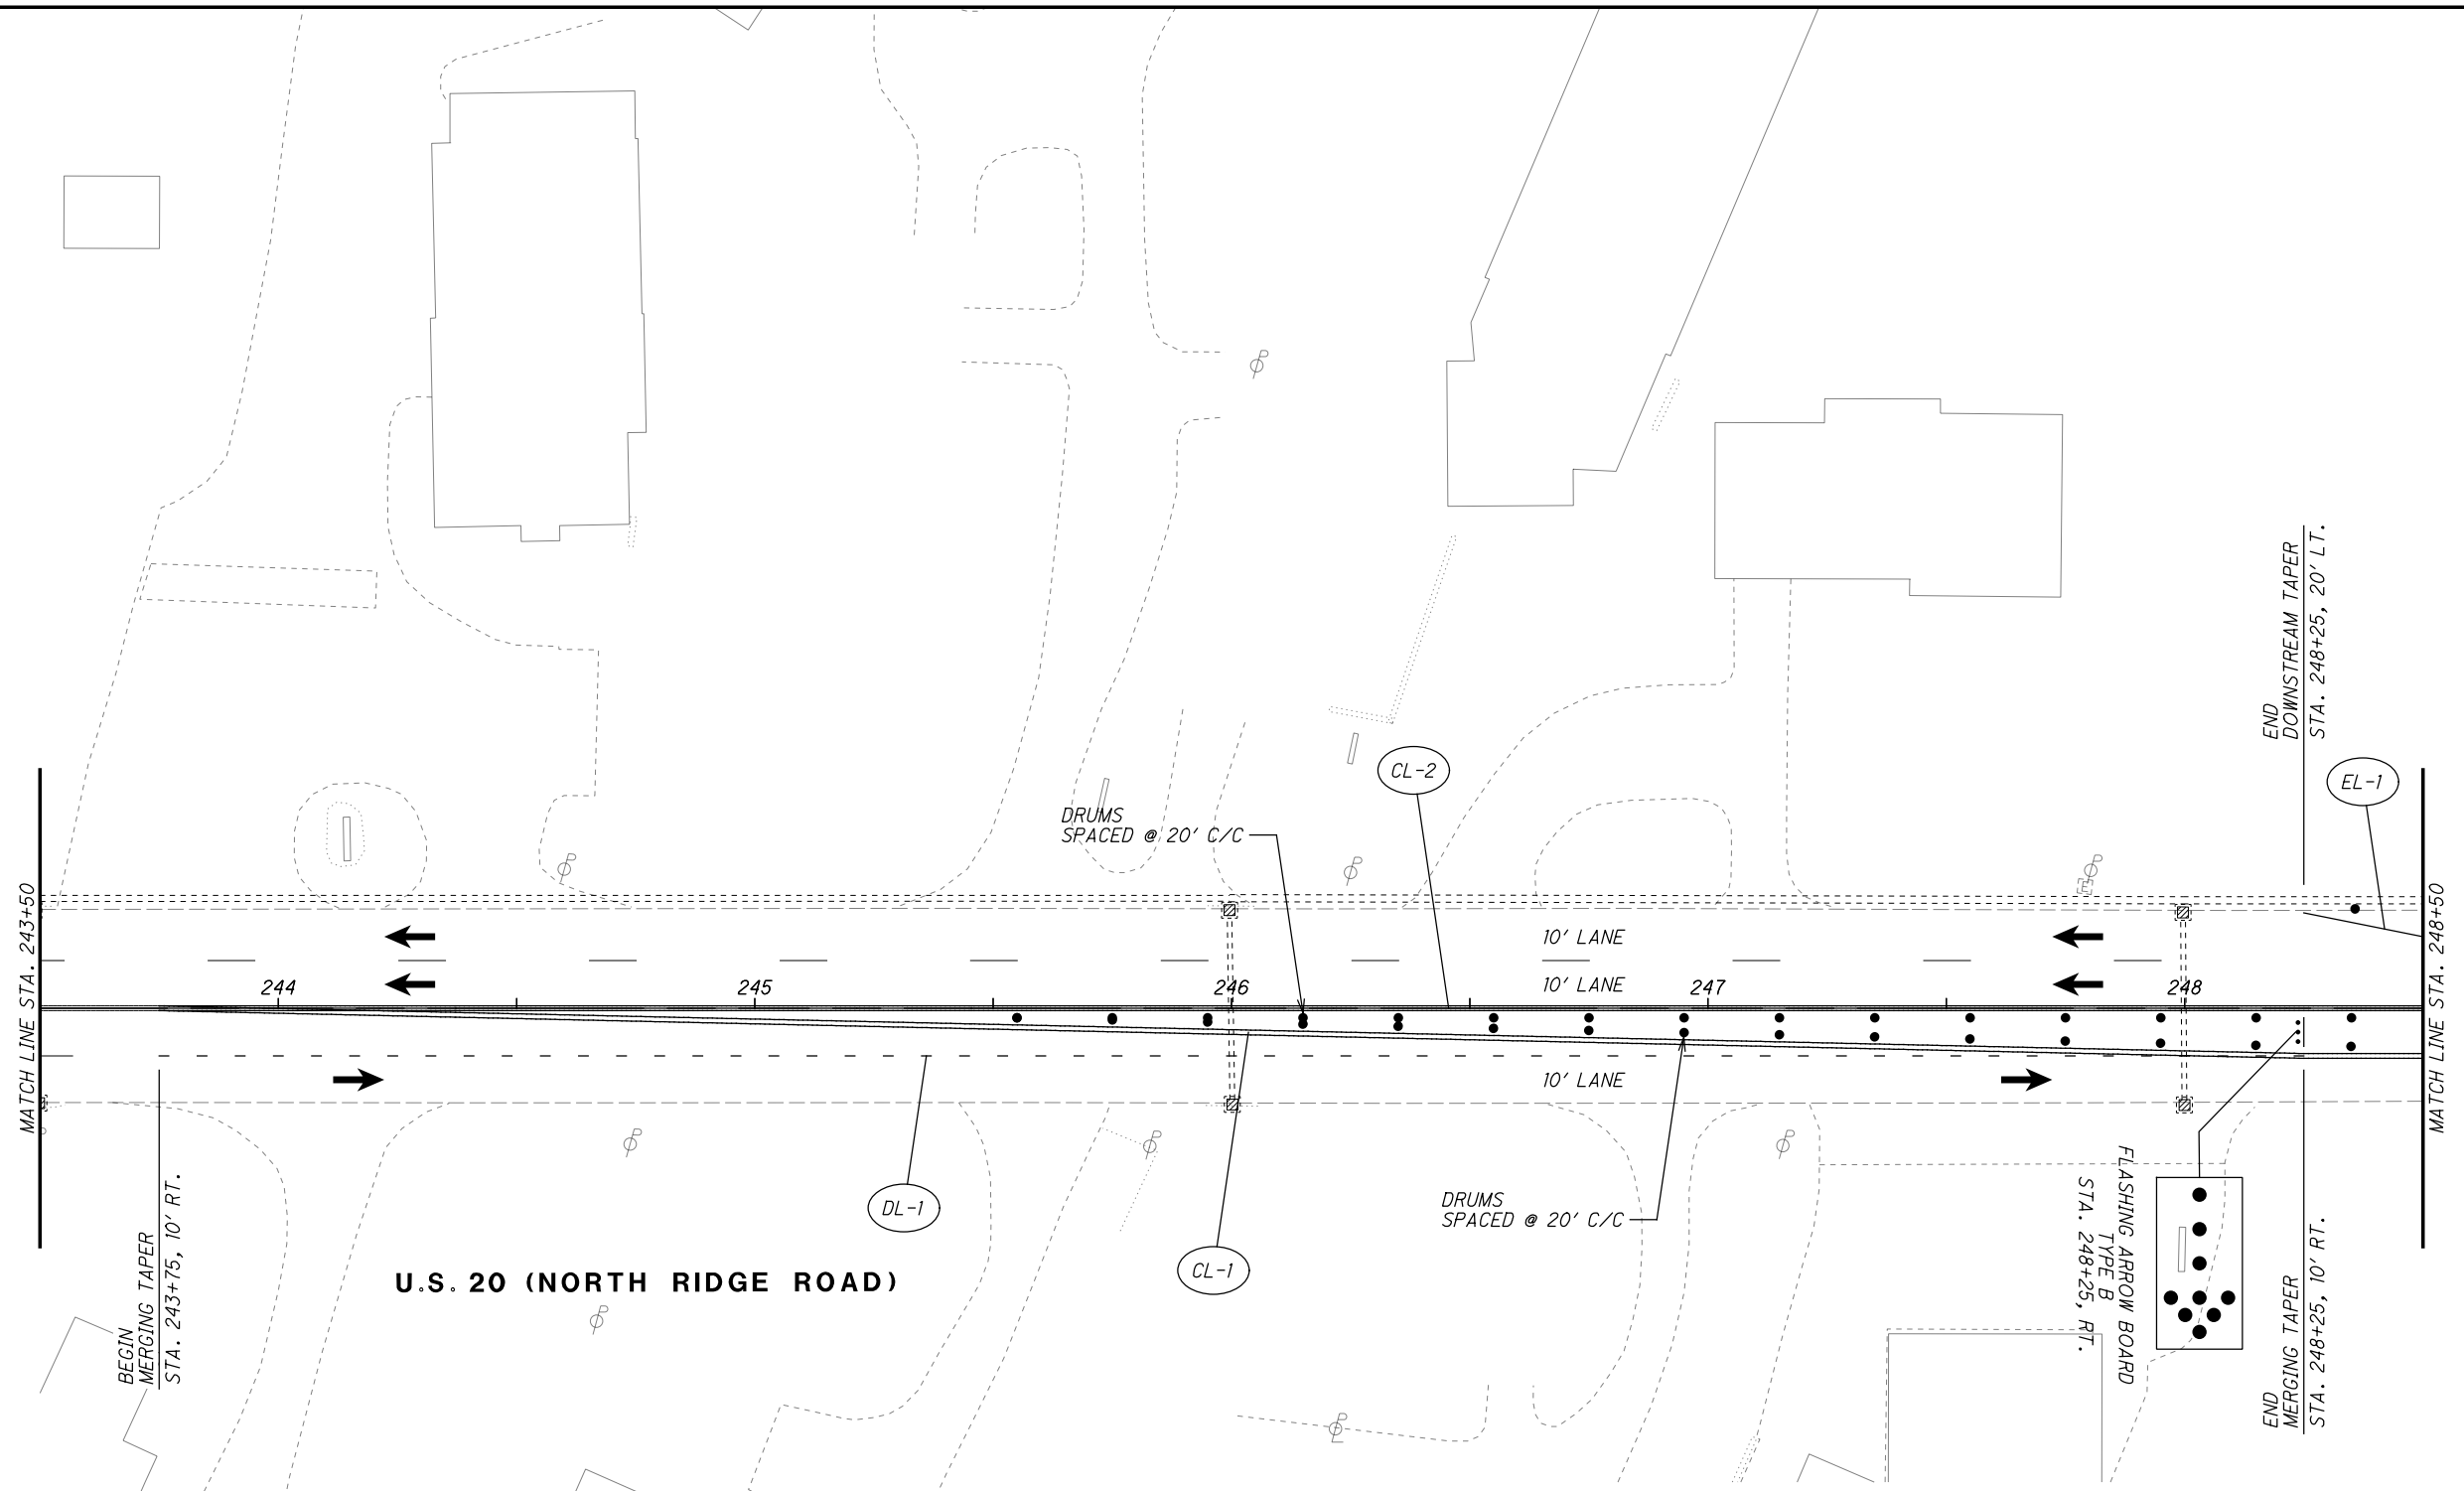 END
DOWNSTREAM TAPER
STA. 248+25, 20' LT.
CL-2
EL-1
DRUMS
SPACED @ 20' C/C
P
P
P
P
E
MATCH LINE STA. 243+50
MATCH LINE STA. 248+50
10' LANE
244
245
246
10' LANE
247
248
10' LANE
P
P
P
P
DL-1
DRUMS
SPACED @ 20' C/C
CL-1
FLASHING ARROW BOARD
TYPE B
STA. 248+25, RT.
BEGIN
MERGING TAPER
STA. 243+75, 10' RT.
U.S. 20 (NORTH RIDGE ROAD)
END
MERGING TAPER
STA. 248+25, 10' RT.
P
P